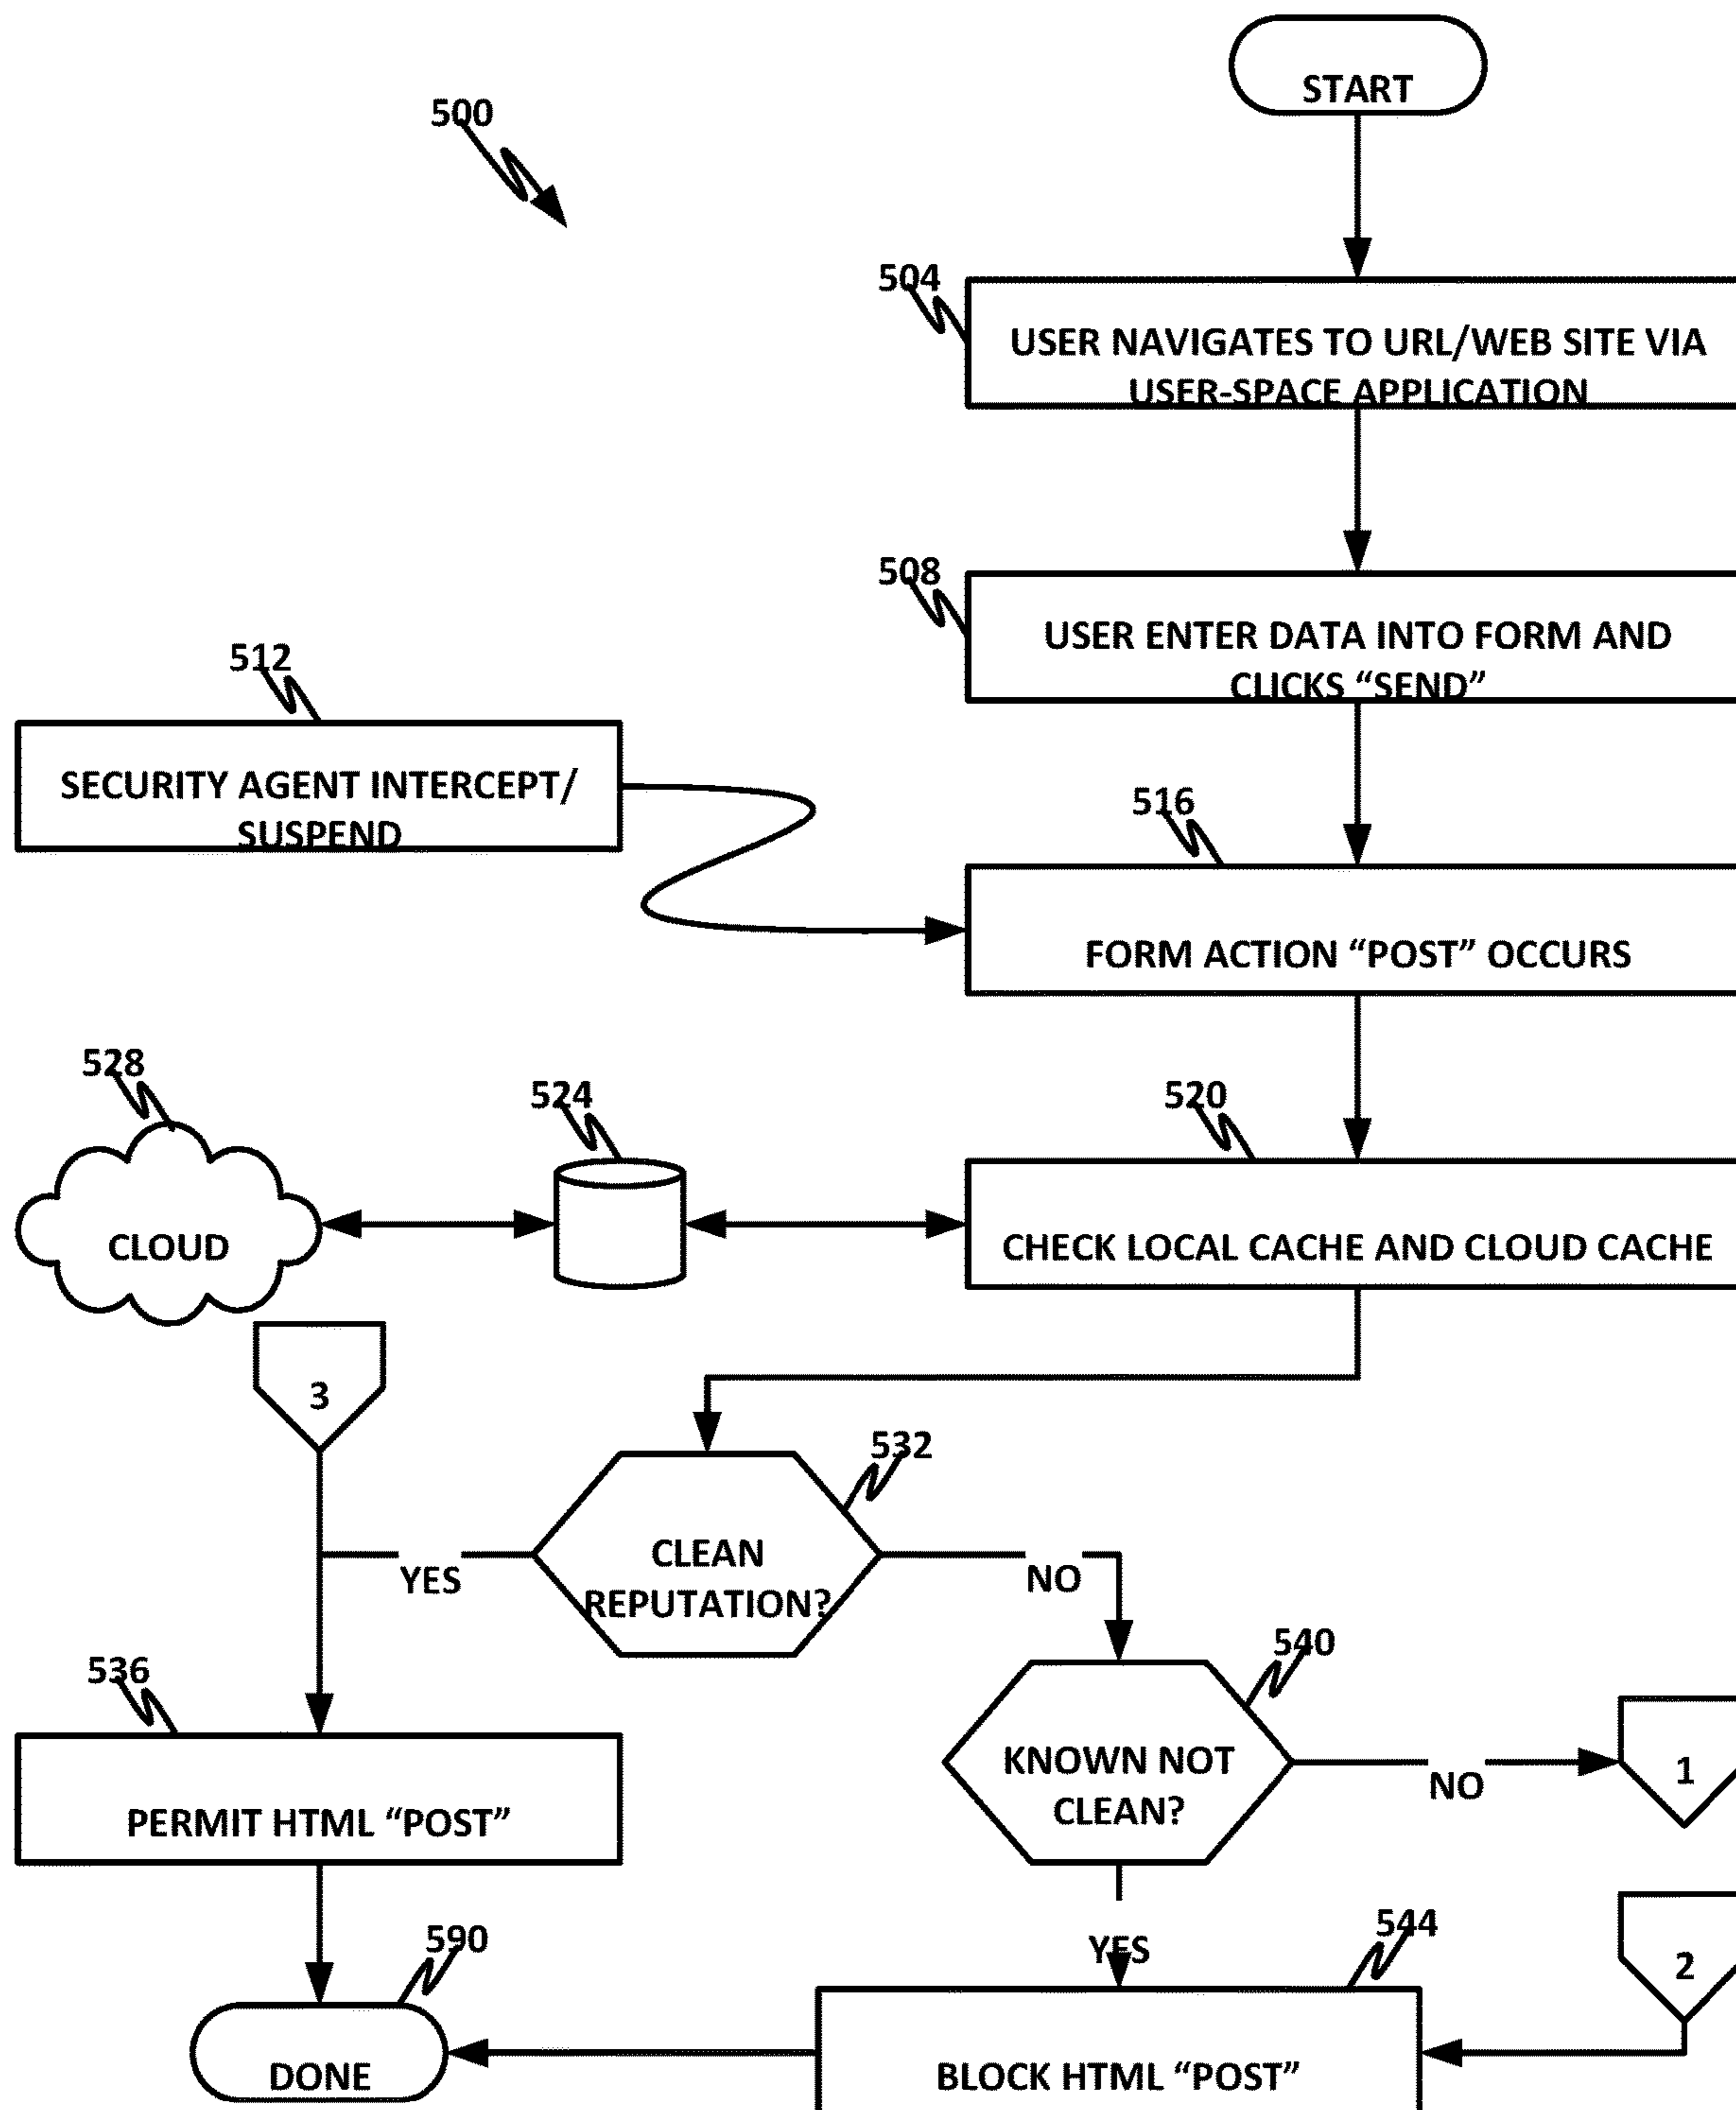 START
500
504
USER NAVIGATES TO URL/WEB SITE VIA
USER-SPACE APPLICATION
508
USER ENTER DATA INTO FORM AND
CLICKS “SEND”
512
SECURITY AGENT INTERCEPT/
SUSPEND
516
FORM ACTION “POST” OCCURS
528
CLOUD
524
520
CHECK LOCAL CACHE AND CLOUD CACHE
3
532
CLEAN
REPUTATION?
YES
NO
536
PERMIT HTML “POST”
540
KNOWN NOT
CLEAN?
NO
1
YES
544
2
590
DONE
BLOCK HTML “POST”